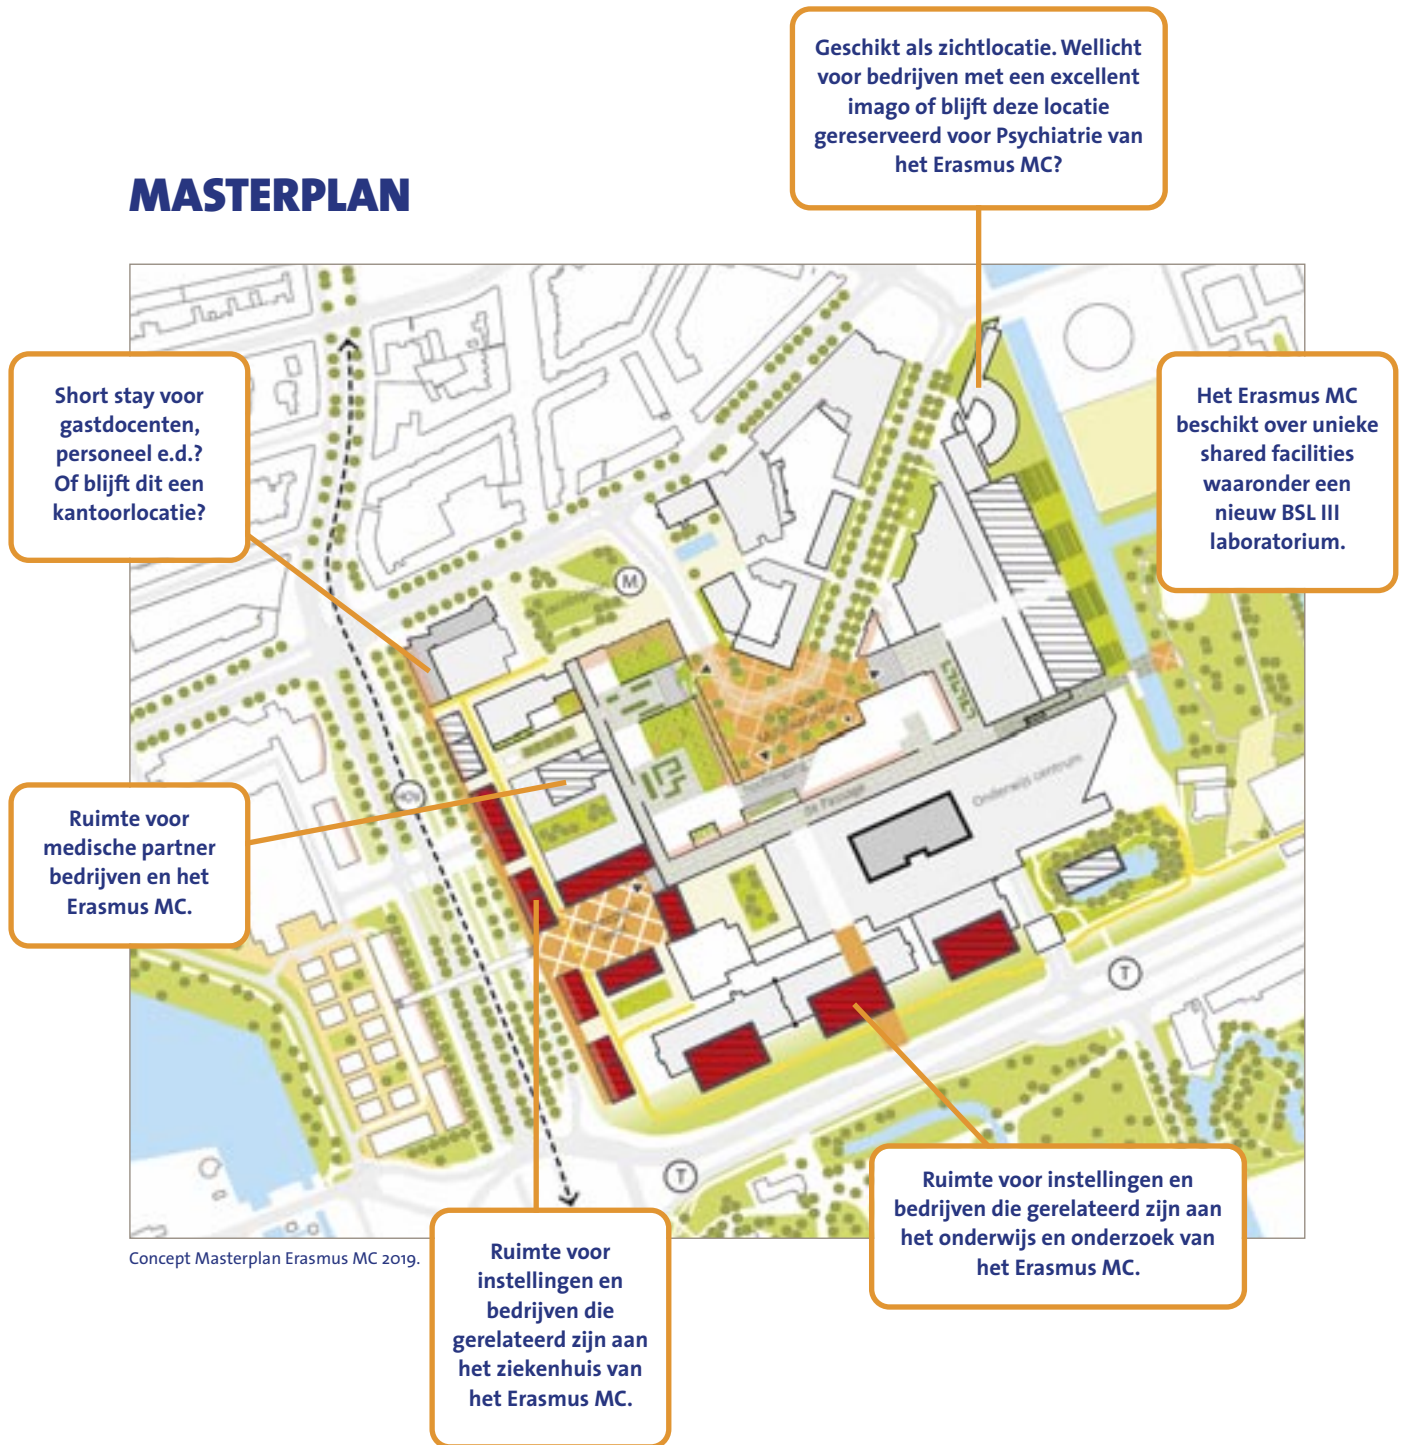 Geschikt als zichtlocatie. Wellicht
voor bedrijven met een excellent
imago of blijft deze locatie
gereserveerd voor Psychiatrie van
het Erasmus MC?
MASTERPLAN
Short stay voor
gastdocenten,
personeel e.d.?
Of blijft dit een
kantoorlocatie?
Het Erasmus MC
beschikt over unieke
shared facilities
waaronder een
nieuw BSL III
laboratorium.
M
de Passage
Onderwijs centrum
Ruimte voor
medische partner
bedrijven en het
Erasmus MC.
T
T
Ruimte voor instellingen en
bedrijven die gerelateerd zijn aan
het onderwijs en onderzoek van
het Erasmus MC.
Concept Masterplan Erasmus MC 2019.
Ruimte voor
instellingen en
bedrijven die
gerelateerd zijn aan
het ziekenhuis van
het Erasmus MC.